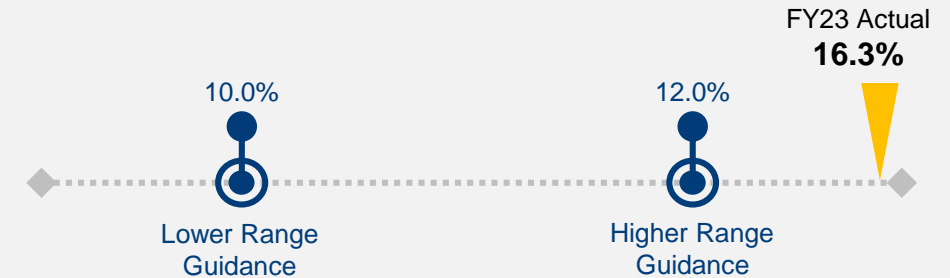 FY23 Actual
16.3%
10.0%
12.0%
Lower Range
Guidance
Higher Range
Guidance